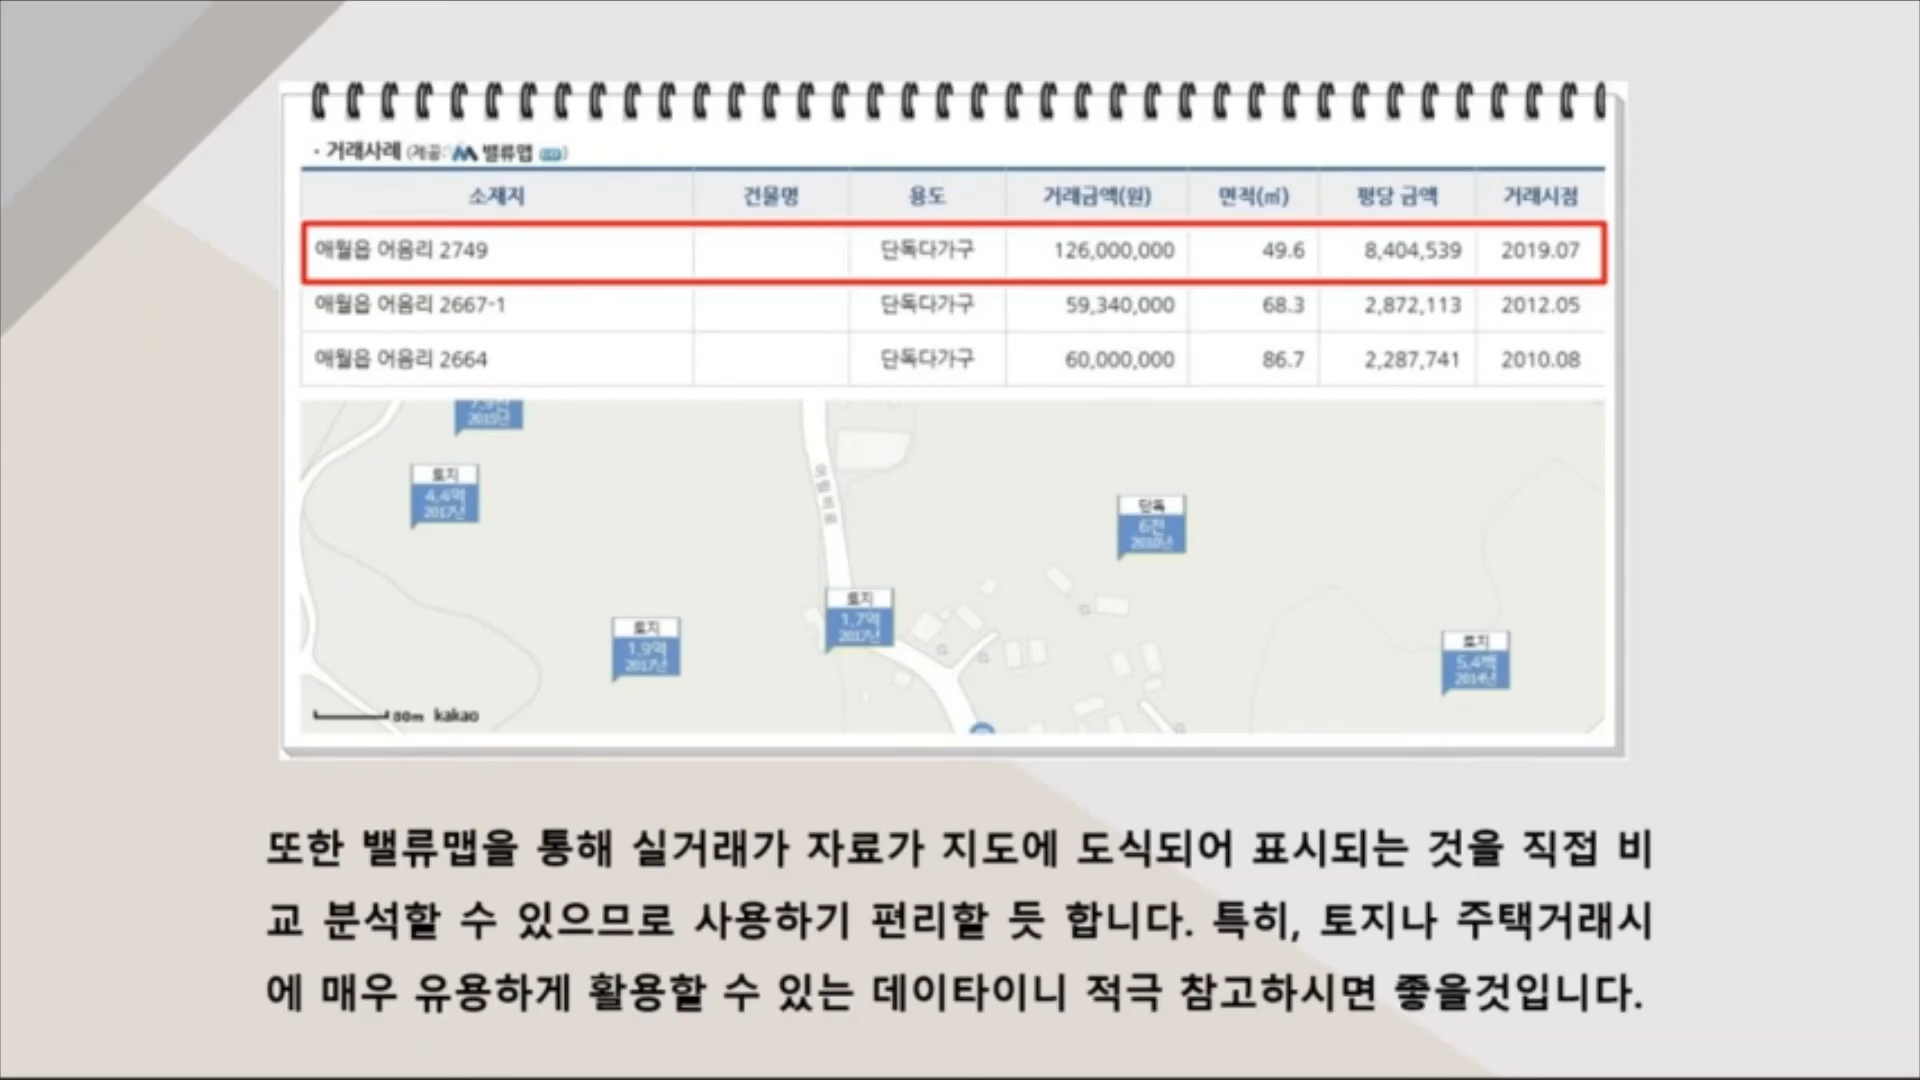 · 거래사례 (제공: 밸류맵)
소재지 건물명 용도 거래금액(원) 면적(㎡) 평당 금액 거래시점
애월읍 어음리 2749 단독다가구 126,000,000 49.6 8,404,539 2019.07
애월읍 어음리 2667-1 단독다가구 59,340,000 68.3 2,872,113 2012.05
애월읍 어음리 2664 단독다가구 60,000,000 86.7 2,287,741 2010.08
2015년
토지
4.4억
2017년
단독
6천
2010년
토지
1.7억
2017년
토지
1.9억
2017년
토지
5.4백
2014년
80m kakao
또한 밸류맵을 통해 실거래가 자료가 지도에 도식되어 표시되는 것을 직접 비
교 분석할 수 있으므로 사용하기 편리할 듯 합니다. 특히, 토지나 주택거래시
에 매우 유용하게 활용할 수 있는 데이타이니 적극 참고하시면 좋을것입니다.